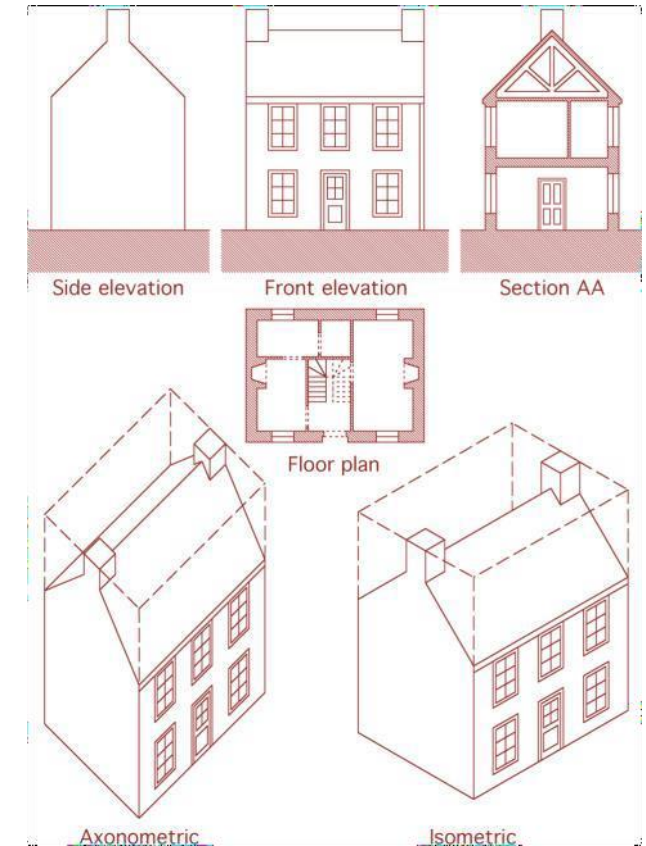 Side elevation
Front elevation
Section AA
Floor plan
Axonometric
Isometric